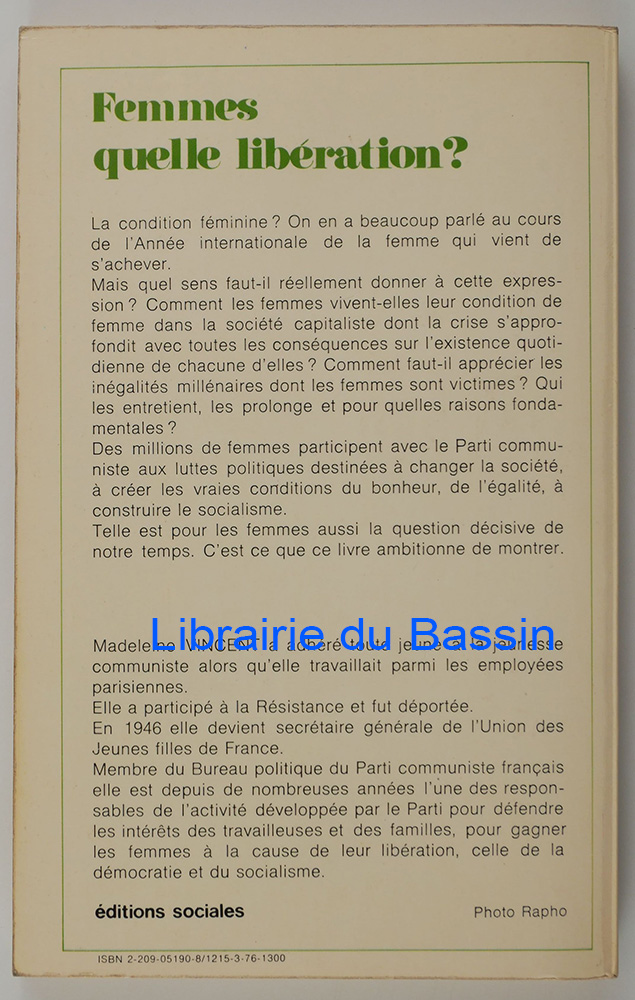 Femmes
quelle libération?
La condition féminine? On en a beaucoup parlé au cours
de l'Année internationale de la femme qui vient de
s'achever.
Mais quel sens faut-il réellement donner à cette expres-
sion? Comment les femmes vivent-elles leur condition de
femme dans la société capitaliste dont la crise s'appro-
fondit avec toutes les conséquences sur l'existence quoti-
dienne de chacune d'elles? Comment faut-il apprécier les
inégalités millénaires dont les femmes sont victimes? Qui
les entretient, les prolonge et pour quelles raisons fonda-
mentales?
Des millions de femmes participent avec le Parti commu-
niste aux luttes politiques destinées à changer la société,
à créer les vraies conditions du bonheur, de l'égalité, à
construire le socialisme.
Telle est pour les femmes aussi la question décisive de
notre temps. C'est ce que ce livre ambitionne de montrer.
Librairie du Bassin
Madeleine VINCENT a adhéré toute jeune à la jeunesse
communiste alors qu'elle travaillait parmi les employées
parisiennes.
Elle a participé à la Résistance et fut déportée.
En 1946 elle devient secrétaire générale de l'Union des
Jeunes filles de France.
Membre du Bureau politique du Parti communiste français
elle est depuis de nombreuses années l'une des respon-
sables de l'activité développée par le Parti pour défendre
les intérêts des travailleuses et des familles, pour gagner
les femmes à la cause de leur libération, celle de la
démocratie et du socialisme.
éditions sociales
Photo Rapho
ISBN 2-209-05190-8/1215-3-76-1300